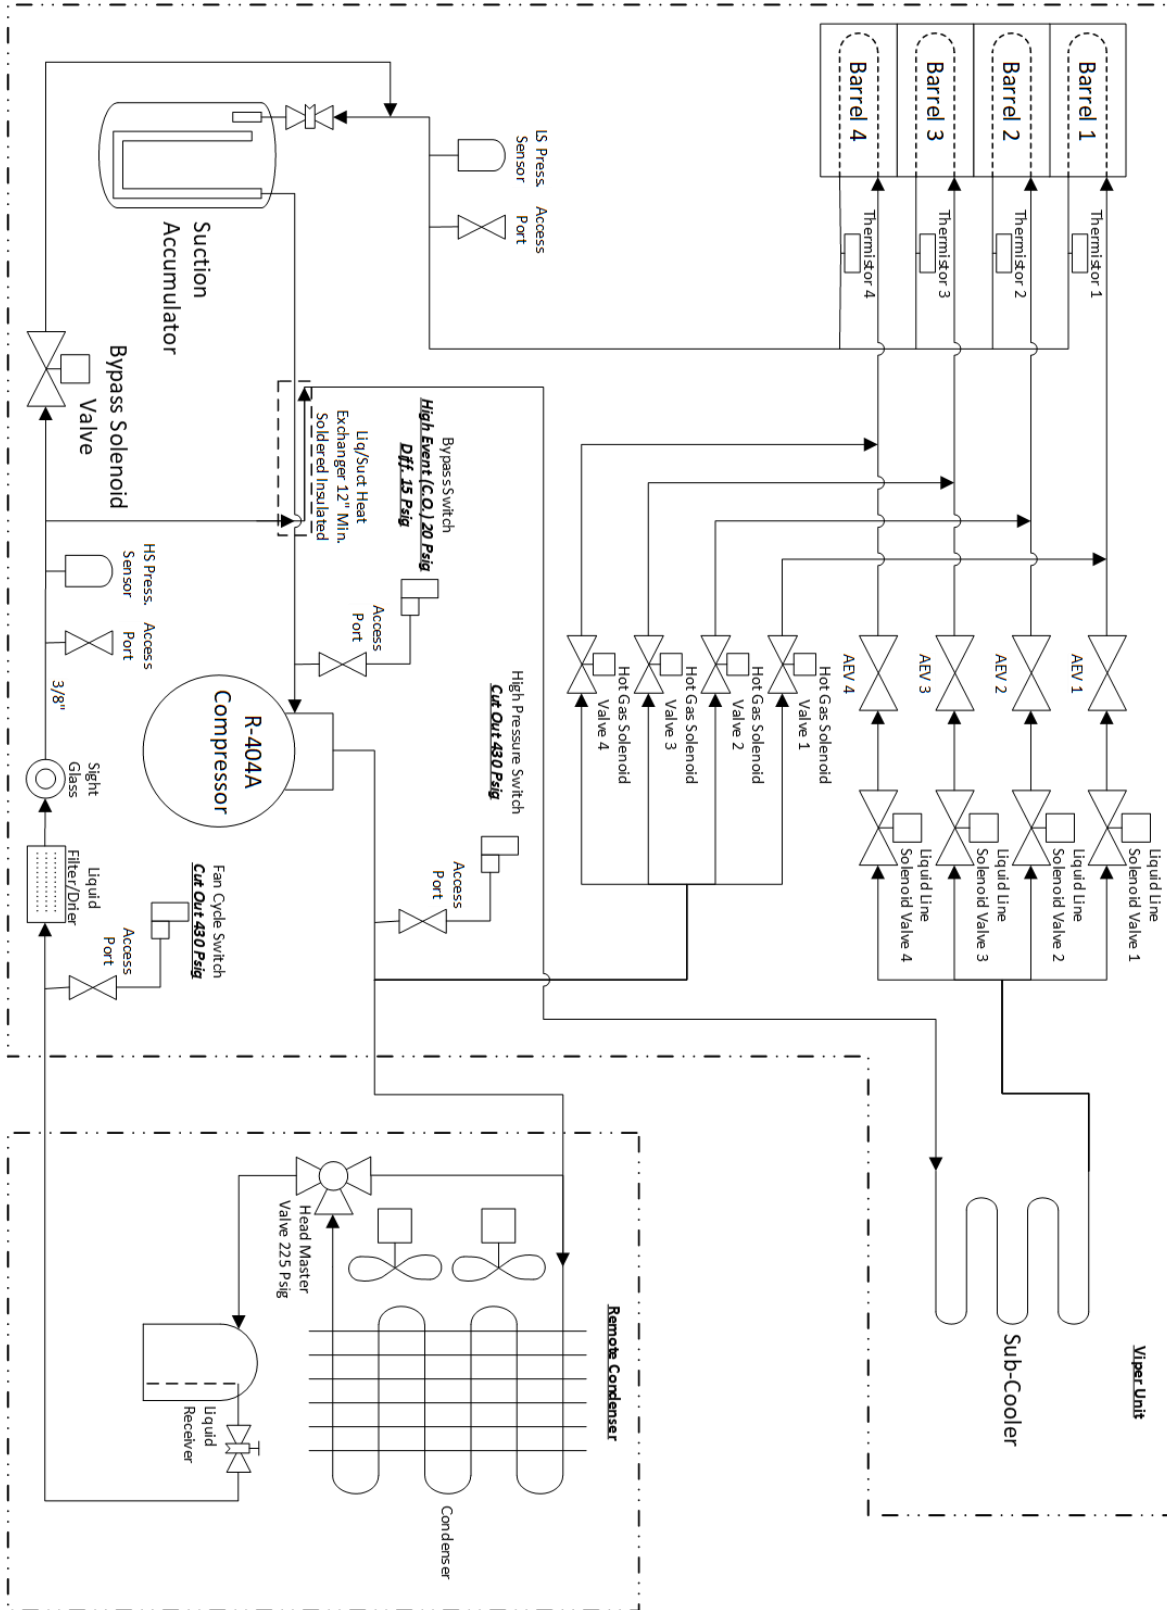 Barrel 1
Barrel 2
Barrel 3
Barrel 4
Thermistor 1
Thermistor 2
Thermistor 3
Thermistor 4
LS Press.
Sensor
Access
Port
Suction
Accumulator
Bypass Solenoid
Valve
Liq/Suct Heat
Exchanger 12" Min.
Soldered Insulated
Bypass Switch
High Event (C.O.) 20 Psig
Diff. 15 Psig
Access
Port
HS Press.
Sensor
Access
Port
3/8"
R-404A
Compressor
High Pressure Switch
Cut Out 430 Psig
Access
Port
Sight
Glass
Liquid
Filter/Drier
Fan Cycle Switch
Cut Out 430 Psig
Access
Port
AEV 1
AEV 2
AEV 3
AEV 4
Hot Gas Solenoid
Valve 1
Hot Gas Solenoid
Valve 2
Hot Gas Solenoid
Valve 3
Hot Gas Solenoid
Valve 4
Liquid Line
Solenoid Valve 1
Liquid Line
Solenoid Valve 2
Liquid Line
Solenoid Valve 3
Liquid Line
Solenoid Valve 4
Viper Unit
Sub-Cooler
Remote Condenser
Head Master
Valve 225 Psig
Liquid
Receiver
Condenser